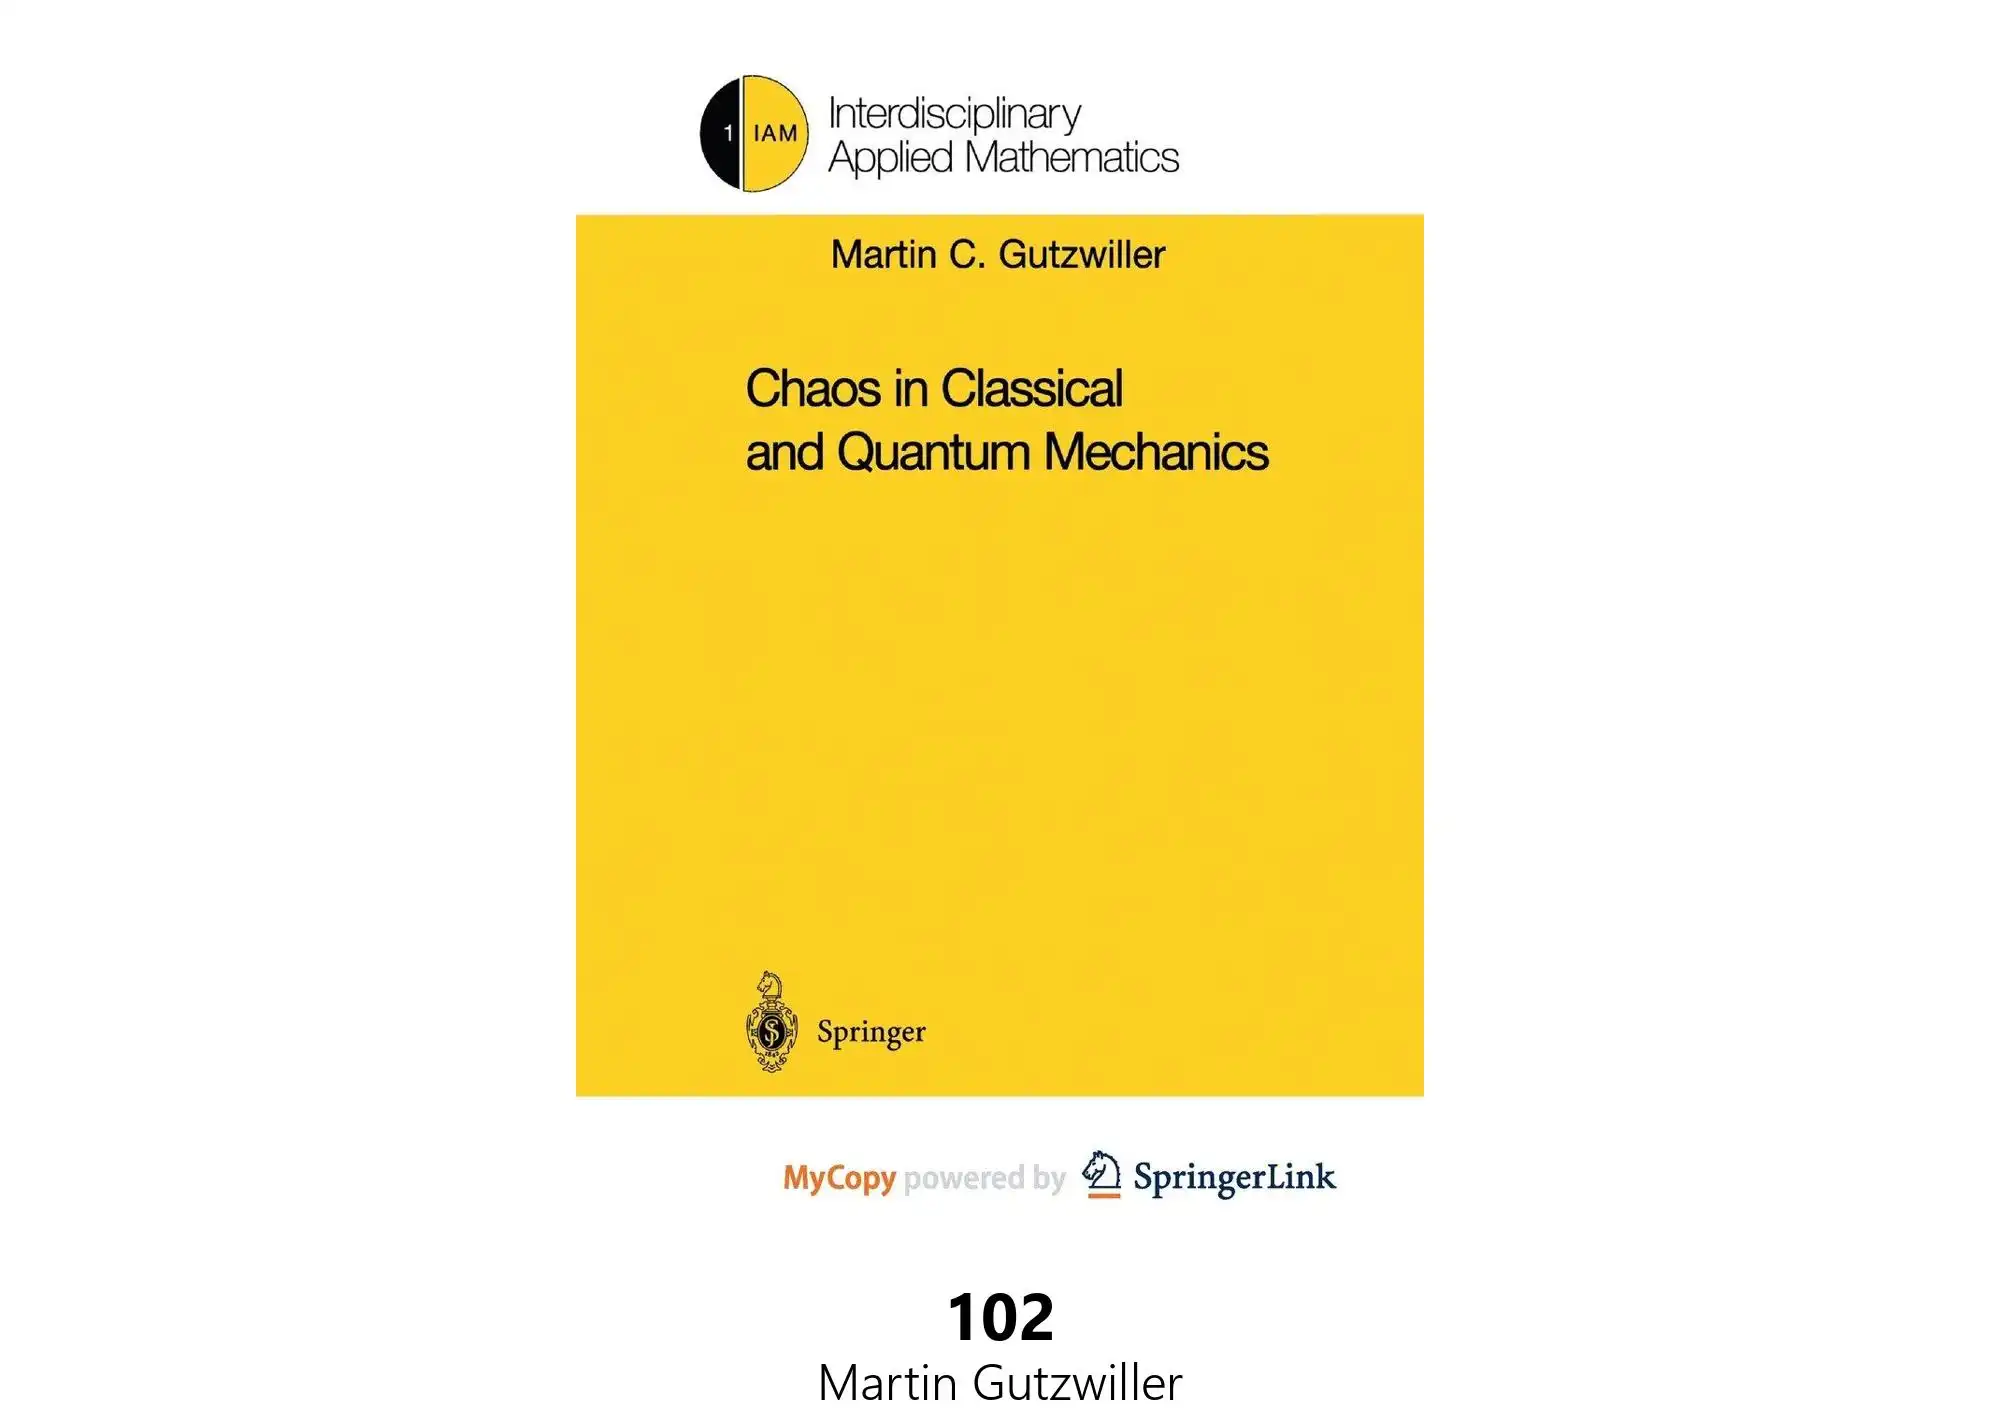 1 IAM
Interdisciplinary
Applied Mathematics
Martin C. Gutzwiller
Chaos in Classical
and Quantum Mechanics
Springer
MyCopy powered by SpringerLink
102
Martin Gutzwiller